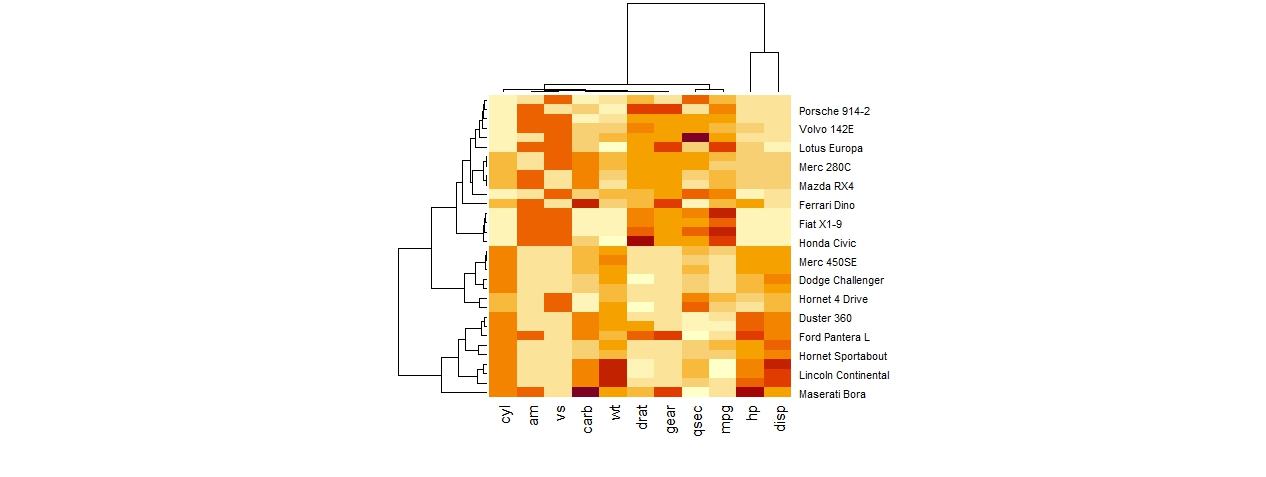 Porsche 914-2
Volvo 142E
Lotus Europa
Merc 280C
Mazda RX4
Ferrari Dino
Fiat X1-9
Honda Civic
Merc 450SE
Dodge Challenger
Hornet 4 Drive
Duster 360
Ford Pantera L
Hornet Sportabout
Lincoln Continental
Maserati Bora
cyl
am
vs
carb
wt
drat
gear
qsec
mpg
hp
disp